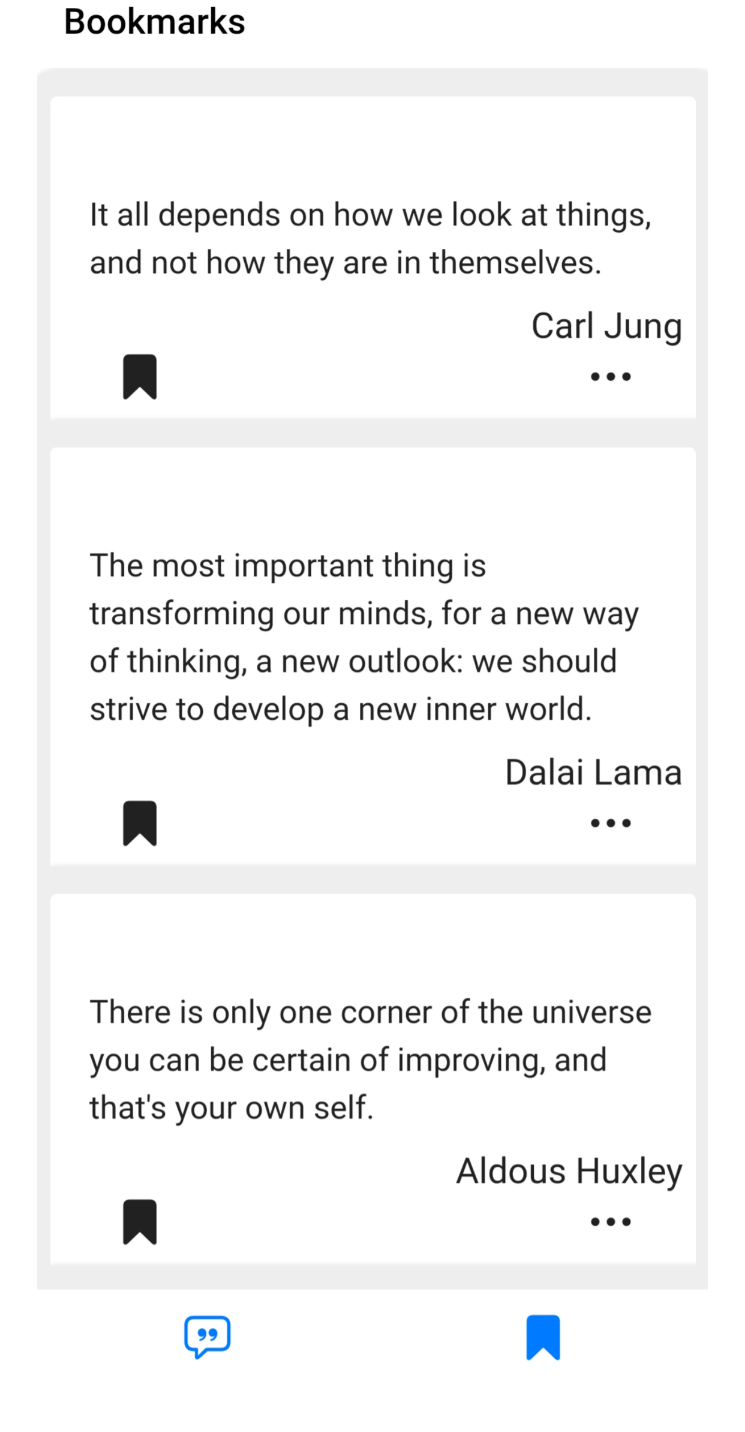 Bookmarks
It all depends on how we look at things,
and not how they are in themselves.
Carl Jung
The most important thing is
transforming our minds, for a new way
of thinking, a new outlook: we should
strive to develop a new inner world.
Dalai Lama
There is only one corner of the universe
you can be certain of improving, and
that's your own self.
Aldous Huxley